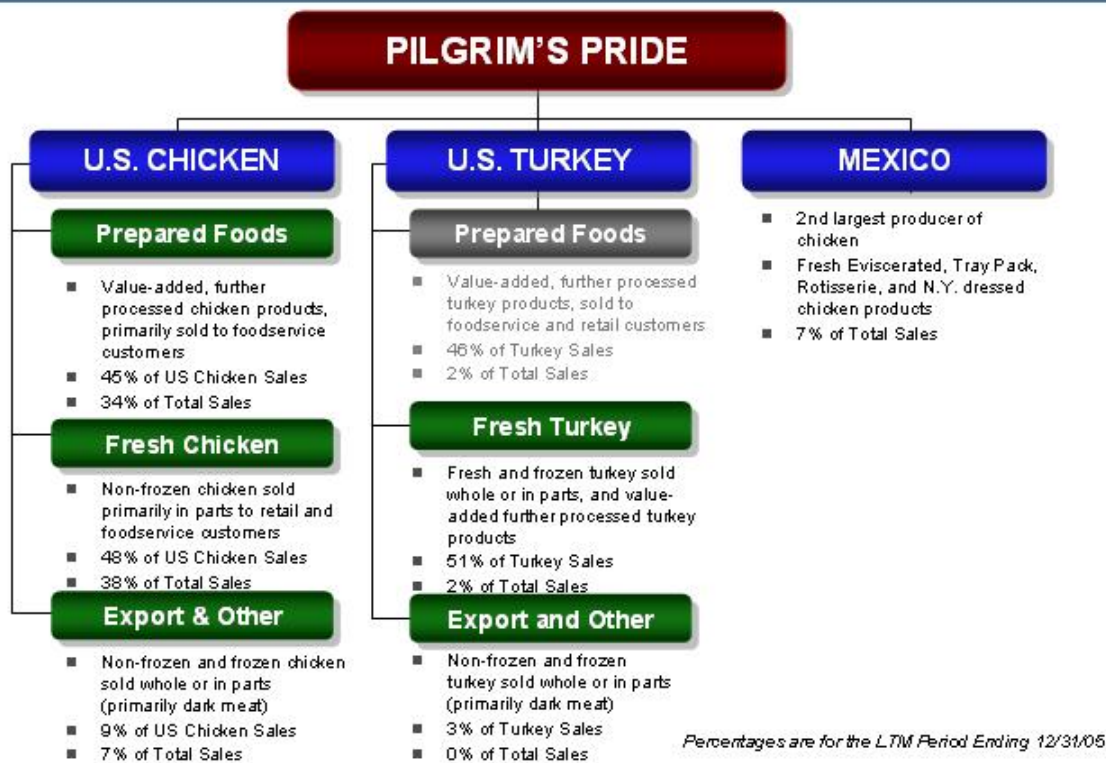 PILGRIM'S PRIDE
U.S. CHICKEN
Prepared Foods
Value-added, further
processed chicken products,
primarily sold to foodservice
customers
45% of US Chicken Sales
34% of Total Sales
Fresh Chicken
Non-frozen chicken sold
primarily in parts to retail and
foodservice customers
48% of US Chicken Sales
38% of Total Sales
Export & Other
Non-frozen and frozen chicken
sold whole or in parts
(primarily dark meat)
9% of US Chicken Sales
7% of Total Sales
U.S. TURKEY
Prepared Foods
Value-added, further processed
turkey products, sold to
foodservice and retail customers
46% of Turkey Sales
2% of Total Sales
Fresh Turkey
Fresh and frozen turkey sold
whole or in parts, and value-
added further processed turkey
products
51% of Turkey Sales
2% of Total Sales
Export and Other
Non-frozen and frozen
turkey sold whole or in parts
(primarily dark meat)
3% of Turkey Sales
0% of Total Sales
MEXICO
2nd largest producer of
chicken
Fresh Eviscerated, Tray Pack,
Rotisserie, and N.Y. dressed
chicken products
7% of Total Sales
Percentages are for the LTM Period Ending 12/31/05